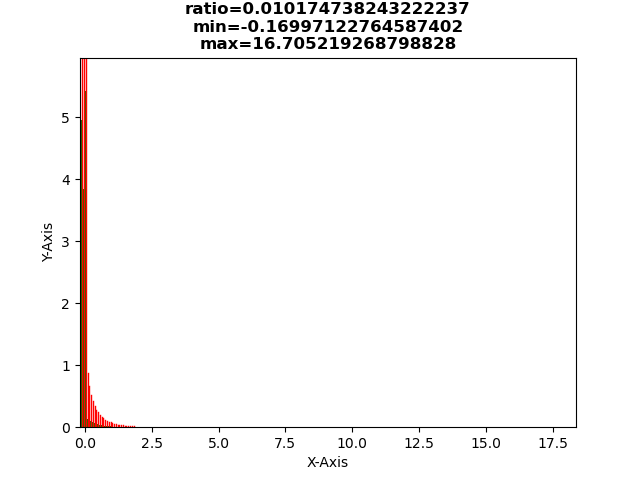 ratio=0.010174738243222237
min=-0.16997122764587402
max=16.705219268798828
5
4
3
2
1
0
Y-Axis
0.0 2.5 5.0 7.5 10.0 12.5 15.0 17.5
X-Axis